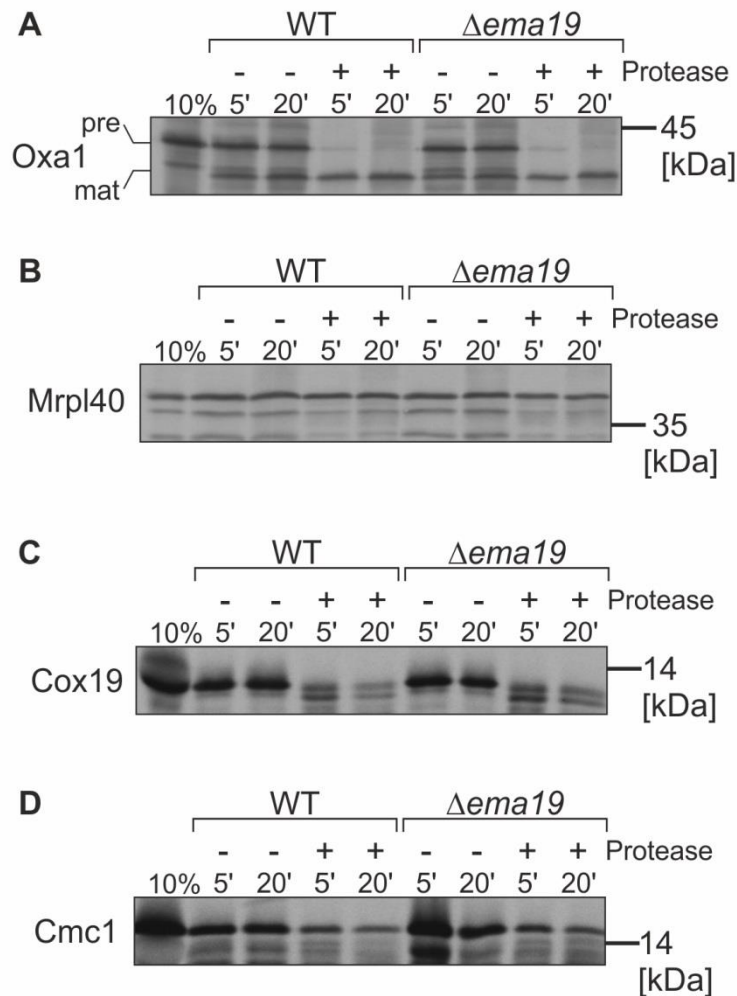 A
WT Δema19
- - + + - - + + Protease
10% 5' 20' 5' 20' 5' 20' 5' 20'
pre
Oxa1
mat
45
[kDa]
B
WT Δema19
- - + + - - + + Protease
10% 5' 20' 5' 20' 5' 20' 5' 20'
Mrpl40
35
[kDa]
C
WT Δema19
- - + + - - + + Protease
10% 5' 20' 5' 20' 5' 20' 5' 20'
Cox19
14
[kDa]
D
WT Δema19
- - + + - - + + Protease
10% 5' 20' 5' 20' 5' 20' 5' 20'
Cmc1
14
[kDa]